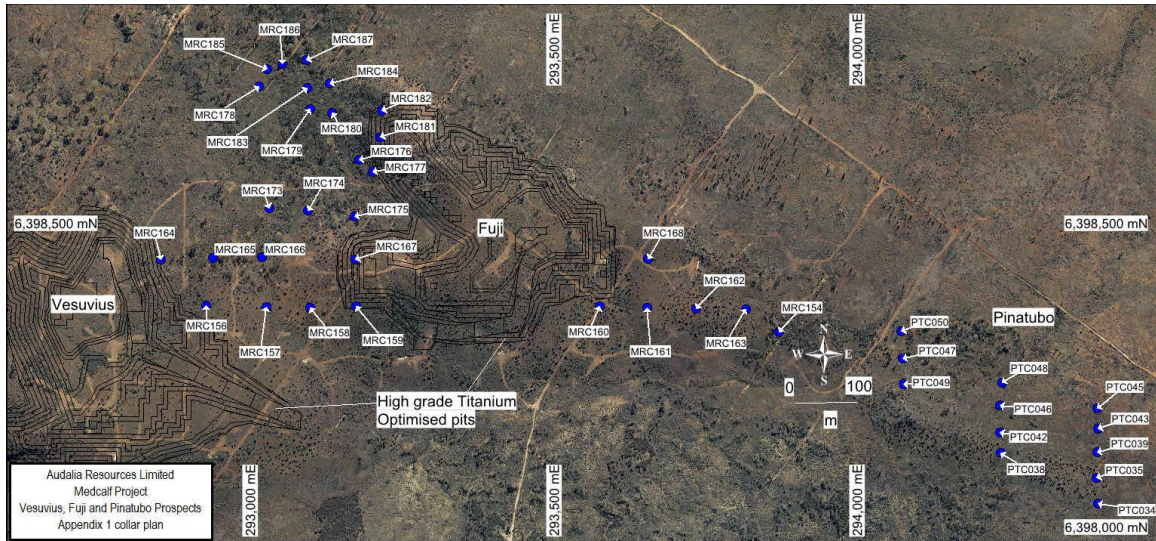 MRC186
MRC185
MRC187
293,500 mE
294,000 mE
MRC184
MRC178
MRC182
MRC183
MRC181
MRC179
MRC180
MRC176
MRC177
MRC173
MRC174
MRC175
6,398,500 mN
6,398,500 mN
Fuji
MRC164
MRC165
MRC166
MRC167
MRC168
Vesuvius
MRC162
MRC156
MRC154
PTC050
Pinatubo
MRC157
MRC158
MRC159
MRC160
MRC161
MRC163
N
W
E
S
PTC047
PTC048
0
100
m
PTC049
PTC045
High grade Titanium
Optimised pits
PTC046
PTC043
PTC042
PTC039
PTC038
PTC035
PTC034
Audalia Resources Limited
Medcalf Project
Vesuvius, Fuji and Pinatubo Prospects
Appendix 1 collar plan
293,000 mE
293,500 mE
294,000 mE
6,398,000 mN